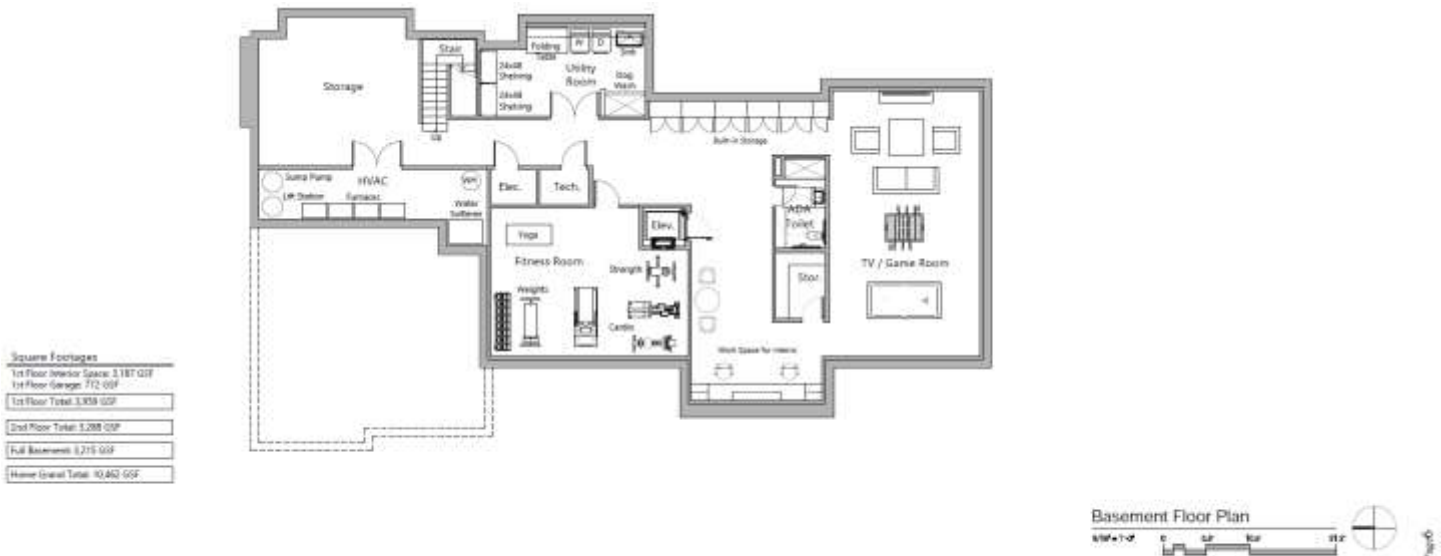 Folding
Table
W
D
Sink
Stair
24x48
Shelving
Utility
Room
Dog
Wash
24x48
Shelving
Storage
UP
Built-in Storage
Sump Pump
HVAC
WH
Lift Station
Furnaces
Water
Softener
Elec.
Tech.
ADA
Toilet
Elev.
Yoga
Fitness Room
Strength
TV / Game Room
Stor.
Weights
Cardio
Work Space for Interns
Square Footages
1st Floor Interior Space: 3,187 GSF
1st Floor Garage: 772 GSF
1st Floor Total: 3,959 GSF
2nd Floor Total: 3,288 GSF
Full Basement: 3,215 GSF
Home Grand Total: 10,462 GSF
Basement Floor Plan
0